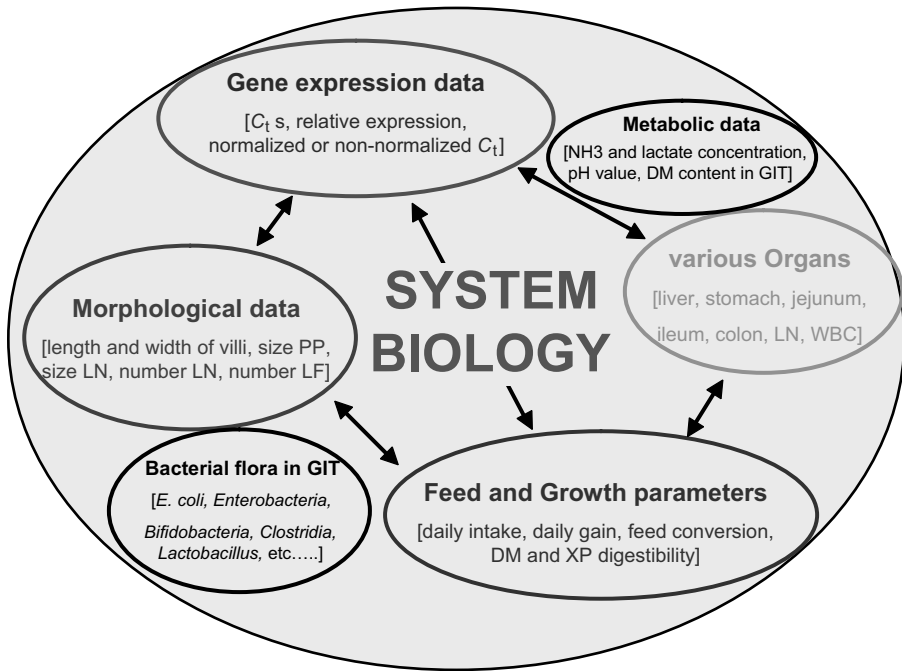 Gene expression data
[Ct s, relative expression,
normalized or non-normalized Ct]
Metabolic data
[NH3 and lactate concentration,
pH value, DM content in GIT]
various Organs
[liver, stomach, jejunum,
ileum, colon, LN, WBC]
SYSTEM
BIOLOGY
Morphological data
[length and width of villi, size PP,
size LN, number LN, number LF]
Bacterial flora in GIT
[E. coli, Enterobacteria,
Bifidobacteria, Clostridia,
Lactobacillus, etc…..]
Feed and Growth parameters
[daily intake, daily gain, feed conversion,
DM and XP digestibility]